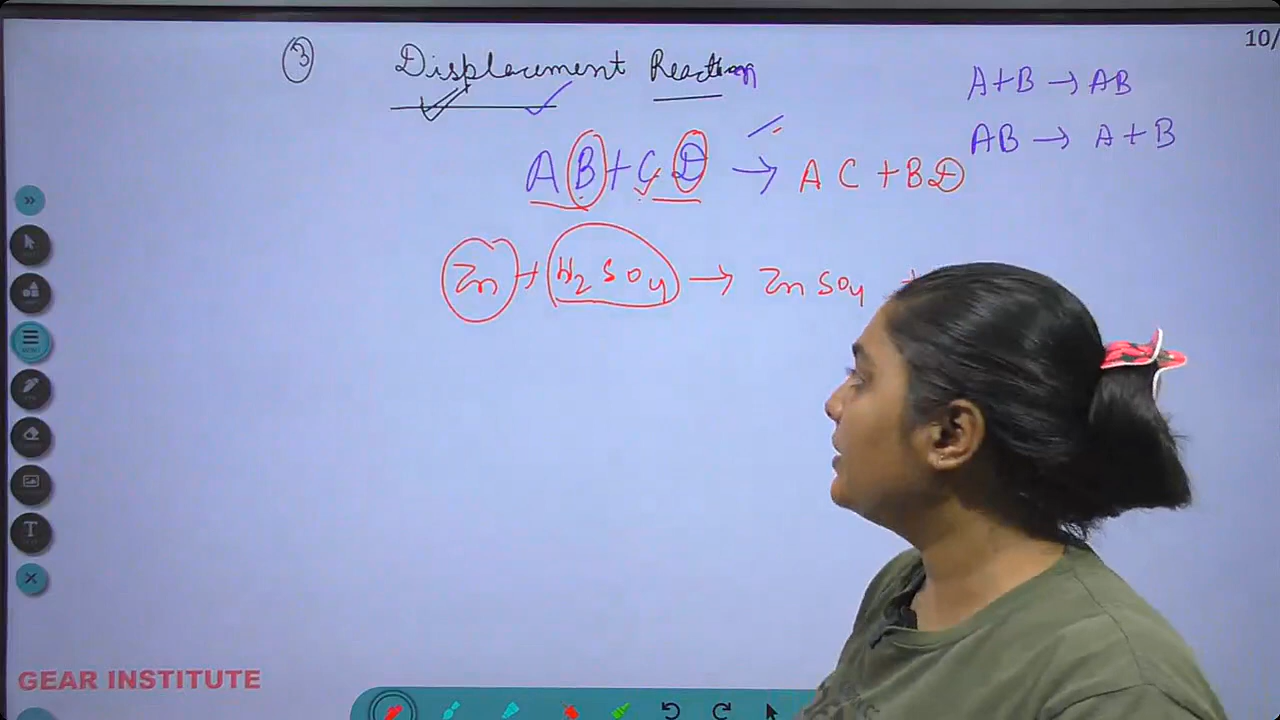 10/
③ Displacement Reaction
A+B → AB
AB → A+B
AB+CD → AC+BD
Zn+H₂SO₄ → ZnSO₄ +
T
GEAR INSTITUTE